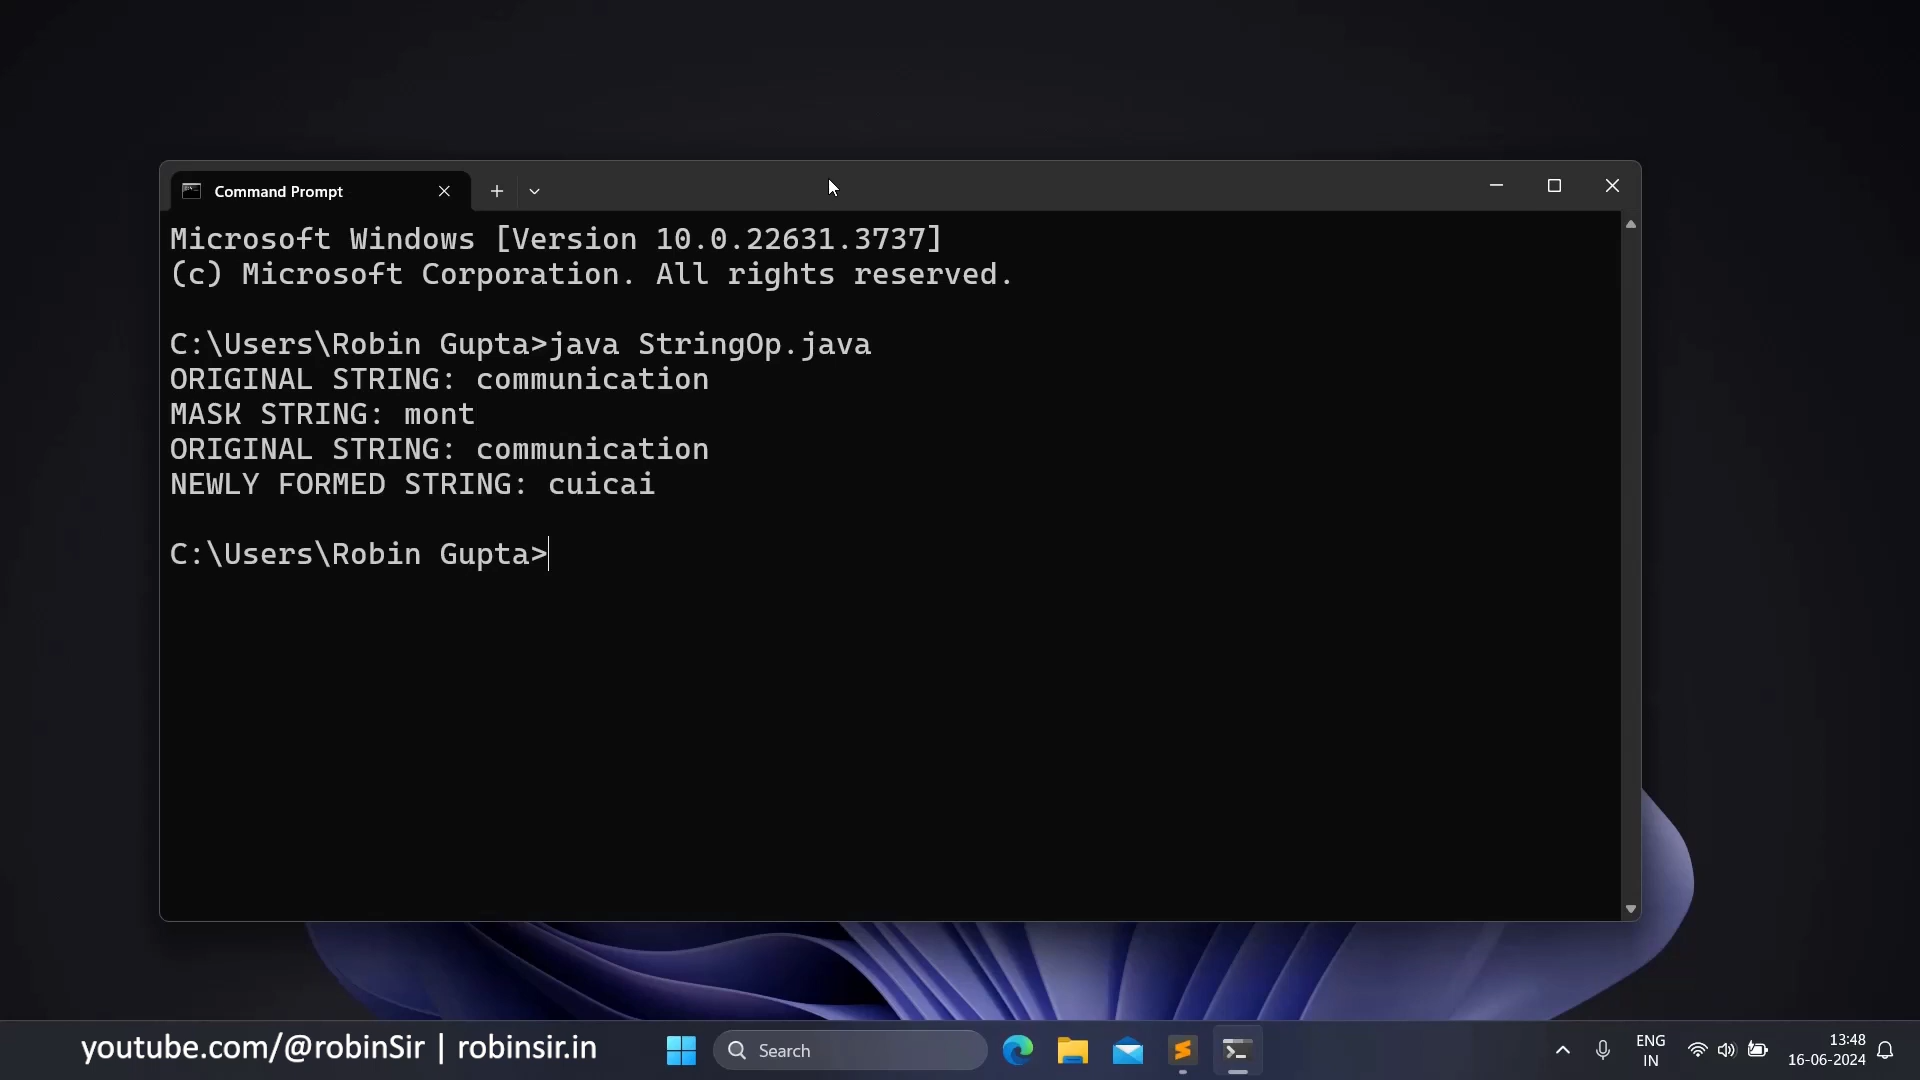 Command Prompt
Microsoft Windows [Version 10.0.22631.3737]
(c) Microsoft Corporation. All rights reserved.
C:\Users\Robin Gupta>java StringOp.java
ORIGINAL STRING: communication
MASK STRING: mont
ORIGINAL STRING: communication
NEWLY FORMED STRING: cuicai
C:\Users\Robin Gupta>
youtube.com/@robinSir | robinsir.in
Search
ENG
IN
13:48
16-06-2024